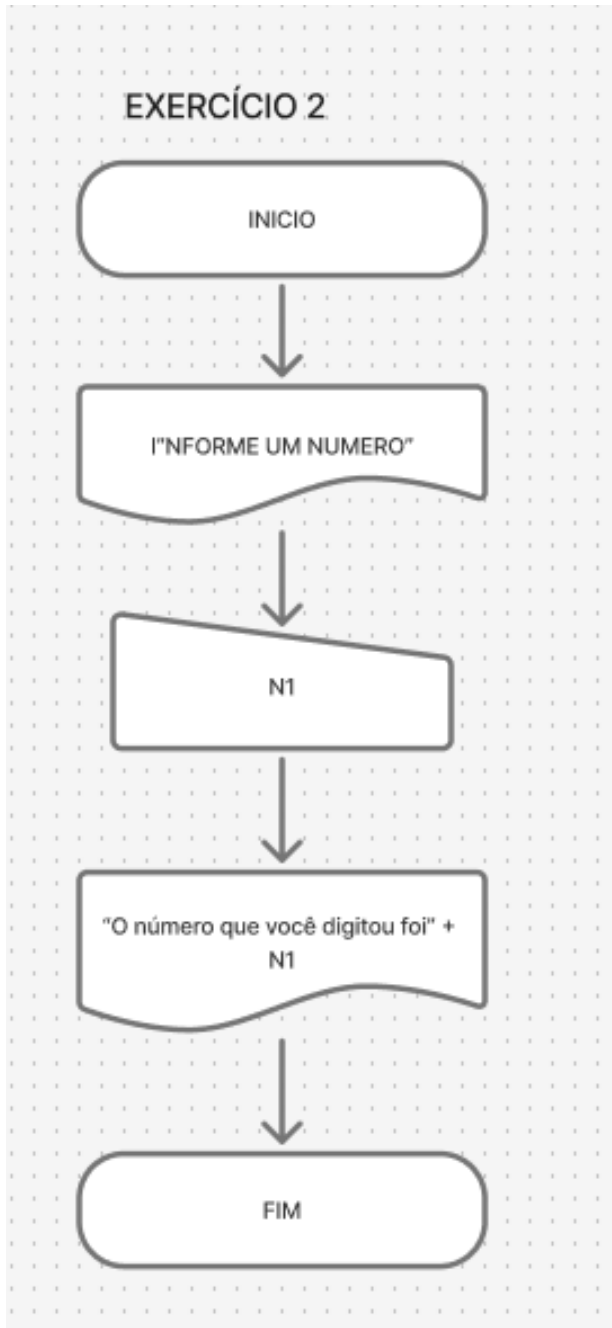 EXERCÍCIO 2
INICIO
I"NFORME UM NUMERO"
N1
“O número que você digitou foi” +
N1
FIM